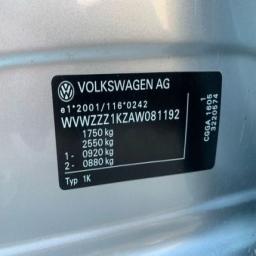 VOLKSWAGEN AG
e1*2001/116*0242
WVWZZZ1KZAW081192
1750 kg
2550 kg
1 - 0920 kg
2 - 0880 kg
Typ 1K
CGGA 1605
3220574